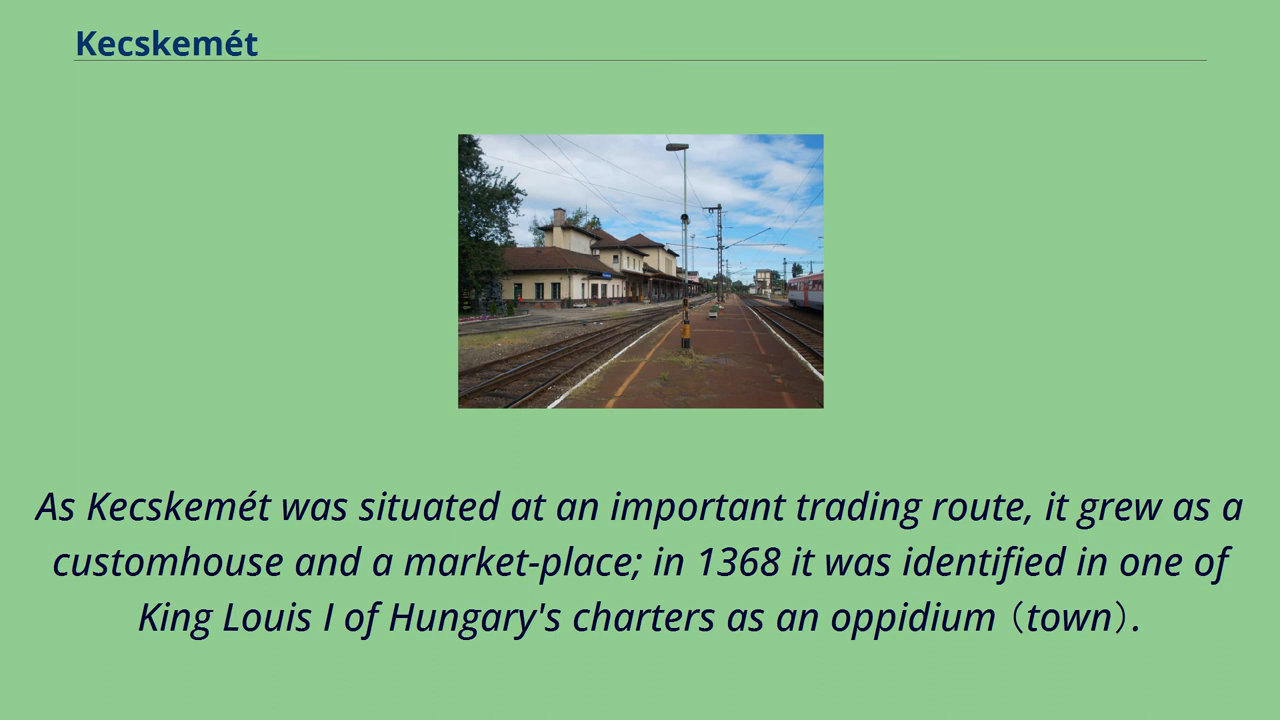 Kecskemét
As Kecskemét was situated at an important trading route, it grew as a
customhouse and a market-place; in 1368 it was identified in one of
King Louis I of Hungary's charters as an oppidium（town）.